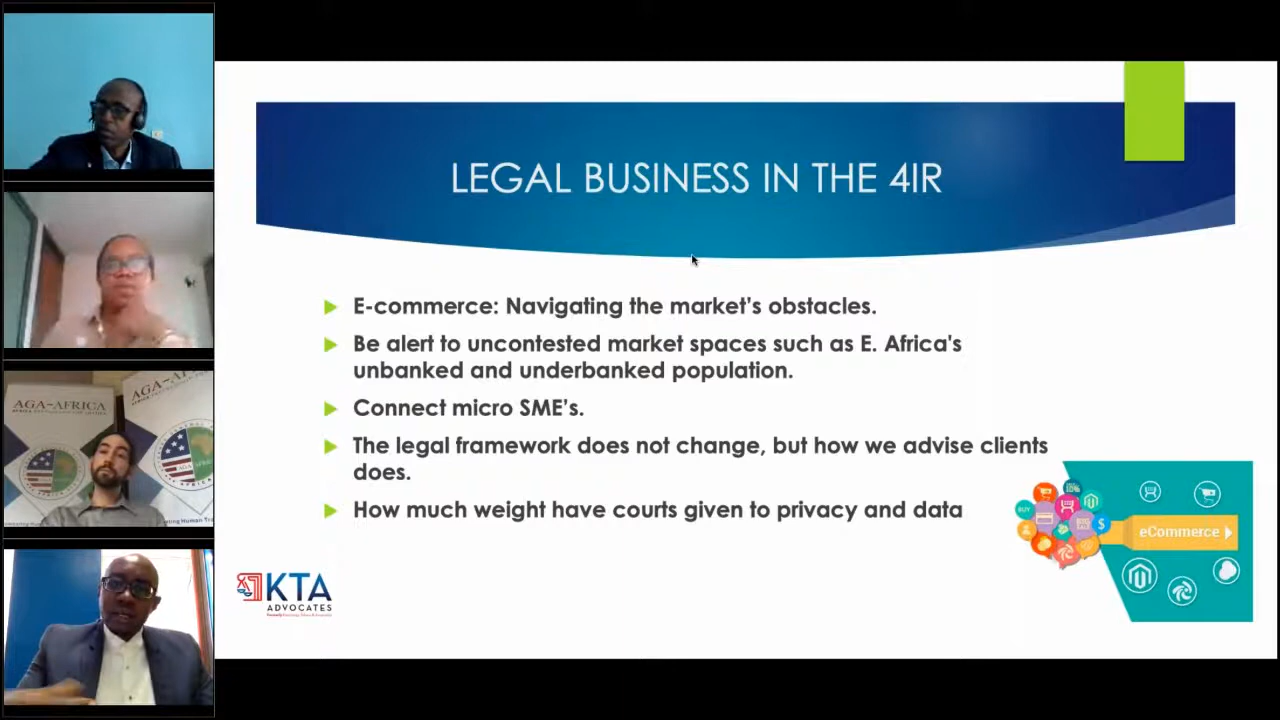 LEGAL BUSINESS IN THE 4IR
E-commerce: Navigating the market's obstacles.
Be alert to uncontested market spaces such as E. Africa's
unbanked and underbanked population.
Connect micro SME's.
The legal framework does not change, but how we advise clients
does.
How much weight have courts given to privacy and data
BUY
$
eCommerce
KTA
ADVOCATES
AGA-AFRICA
AGA-AF